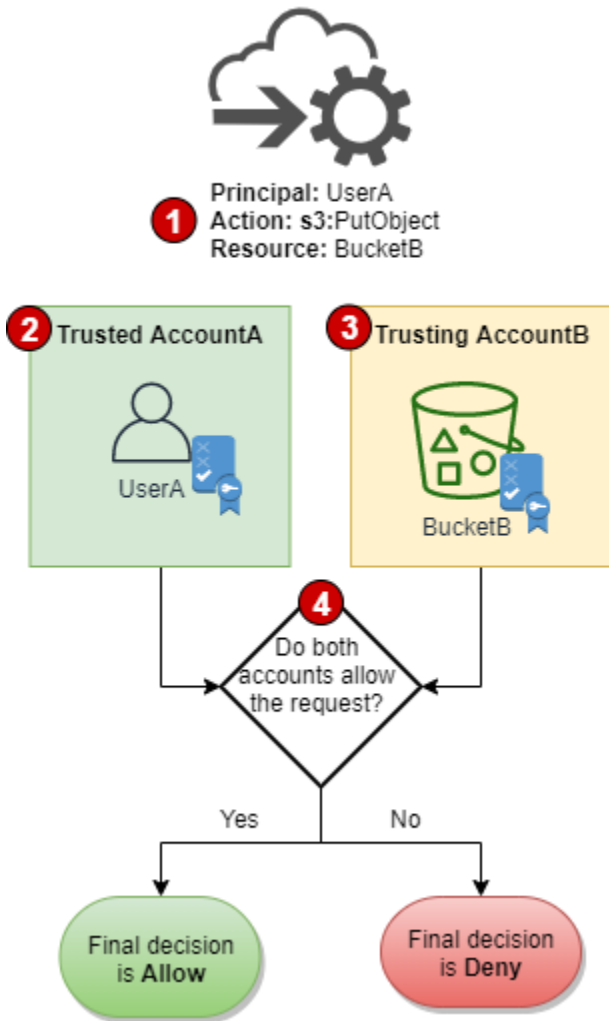 1
Principal: UserA
Action: s3:PutObject
Resource: BucketB
2
Trusted AccountA
UserA
3
Trusting AccountB
BucketB
4
Do both
accounts allow
the request?
Yes
No
Final decision
is Allow
Final decision
is Deny